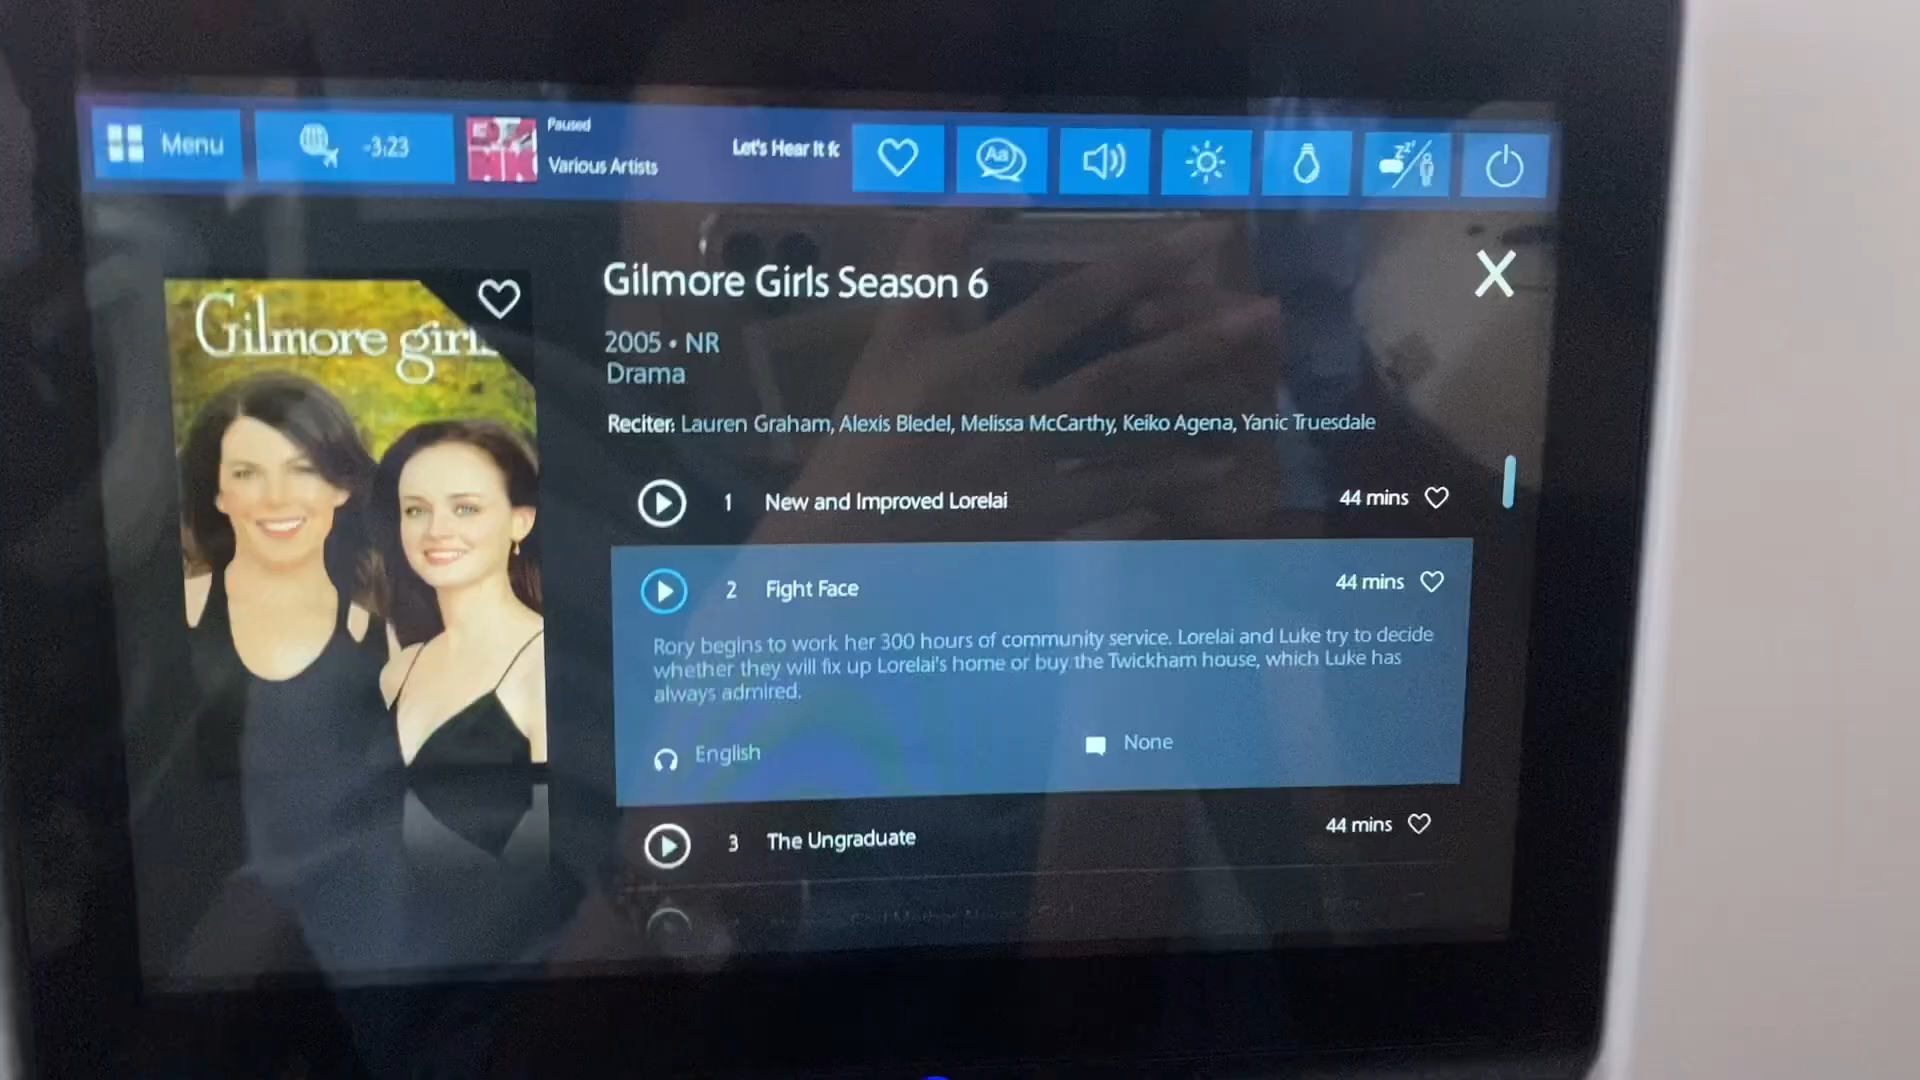 Menu
-3:23
Paused
Various Artists
Let's Hear It fc
Aa
zzz
Gilmore girls
Gilmore Girls Season 6
2005 • NR
Drama
Reciter: Lauren Graham, Alexis Bledel, Melissa McCarthy, Keiko Agena, Yanic Truesdale
1 New and Improved Lorelai 44 mins
2 Fight Face 44 mins
Rory begins to work her 300 hours of community service. Lorelai and Luke try to decide
whether they will fix up Lorelai's home or buy the Twickham house, which Luke has
always admired.
English None
3 The Ungraduate 44 mins